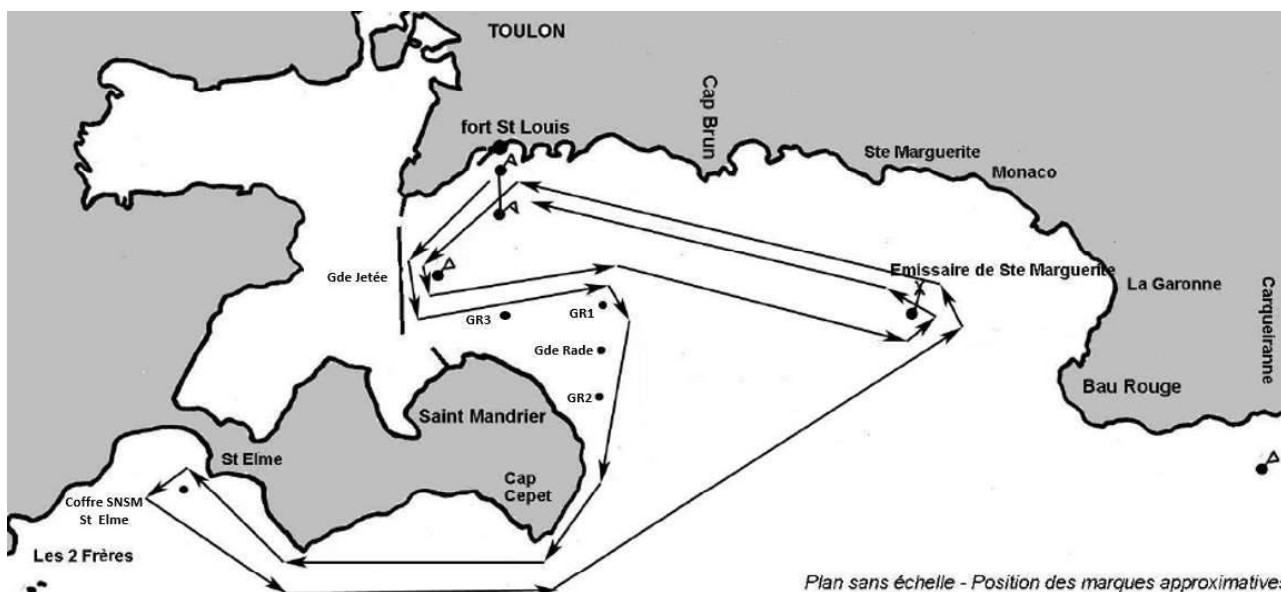 TOULON
Cap Brun
fort St Louis
Ste Marguerite
Monaco
Gde Jetée
Emissaire de Ste Marguerite
La Garonne
Carqueiranne
GR3
GR1
Gde Rade
Bau Rouge
GR2
Saint Mandrier
St Elme
Cap
Cepet
Coffre SNSM
St Elme
Les 2 Frères
Plan sans échelle - Position des marques approximatives